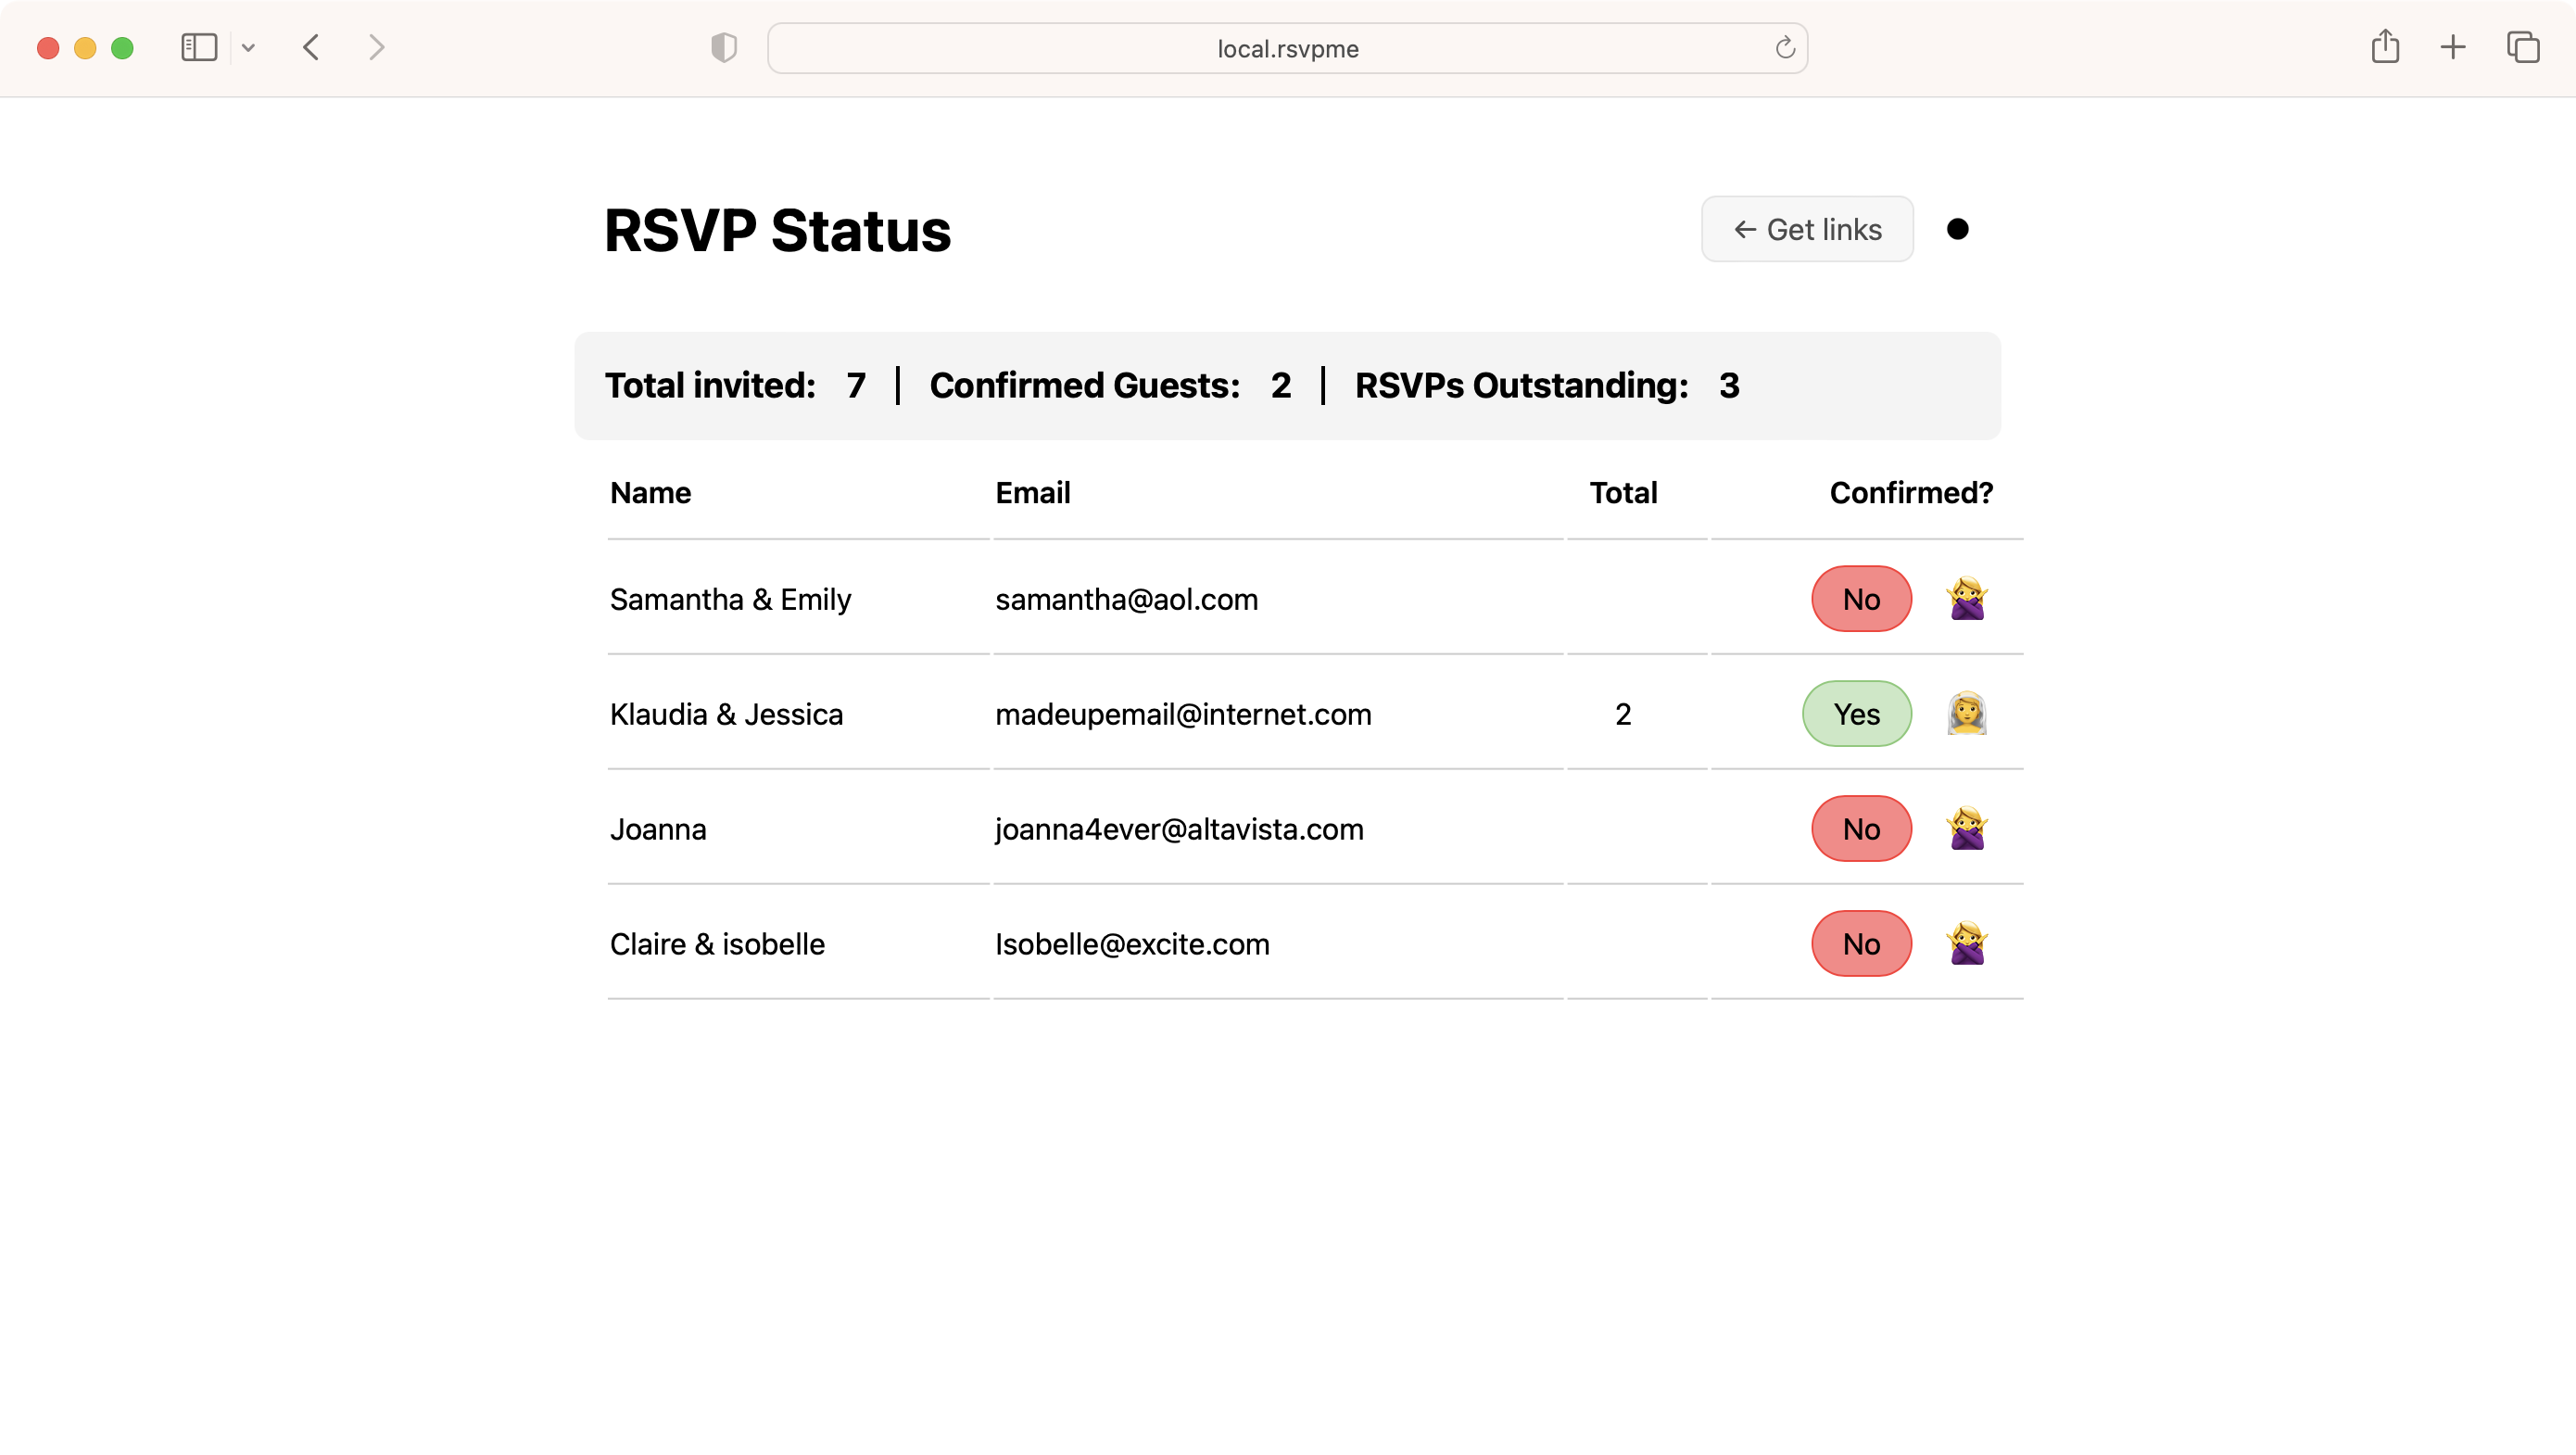 local.rsvpme
RSVP Status
← Get links
Total invited: 7 | Confirmed Guests: 2 | RSVPs Outstanding: 3
Name Email Total Confirmed?
Samantha & Emily samantha@aol.com No
Klaudia & Jessica madeupemail@internet.com 2 Yes
Joanna joanna4ever@altavista.com No
Claire & isobelle Isobelle@excite.com No